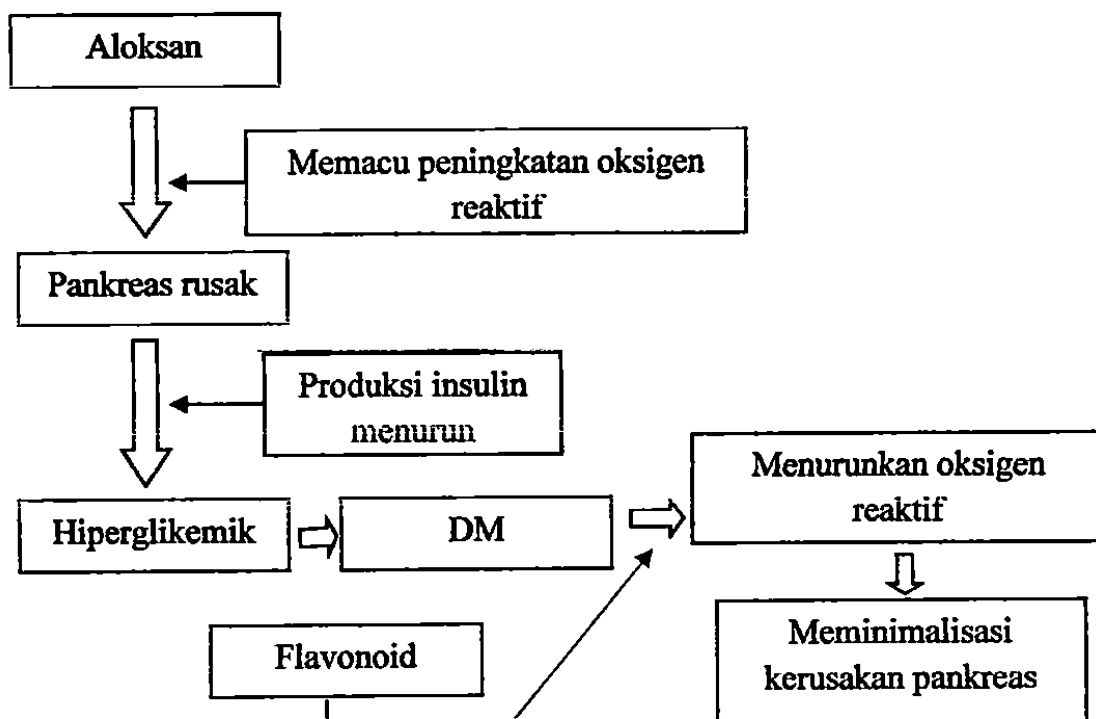 Aloksan
Memacu peningkatan oksigen
reaktif
Pankreas rusak
Produksi insulin
menurun
Menurunkan oksigen
reaktif
Hiperglikemik
DM
Meminimalisasi
kerusakan pankreas
Flavonoid